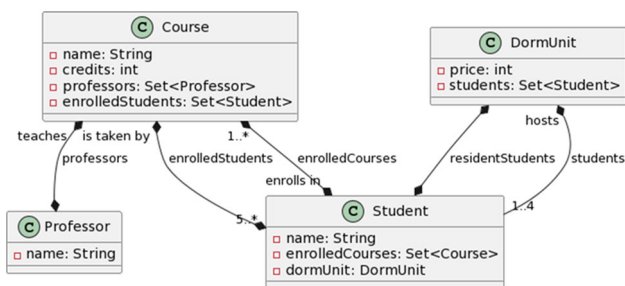 C Course
name: String
credits: int
professors: Set<Professor>
enrolledStudents: Set<Student>
C DormUnit
price: int
students: Set<Student>
teaches
is taken by
1..*
hosts
professors
enrolledStudents
enrolledCourses
residentStudents
students
enrolls in
5..*
1..4
C Professor
name: String
C Student
name: String
enrolledCourses: Set<Course>
dormUnit: DormUnit